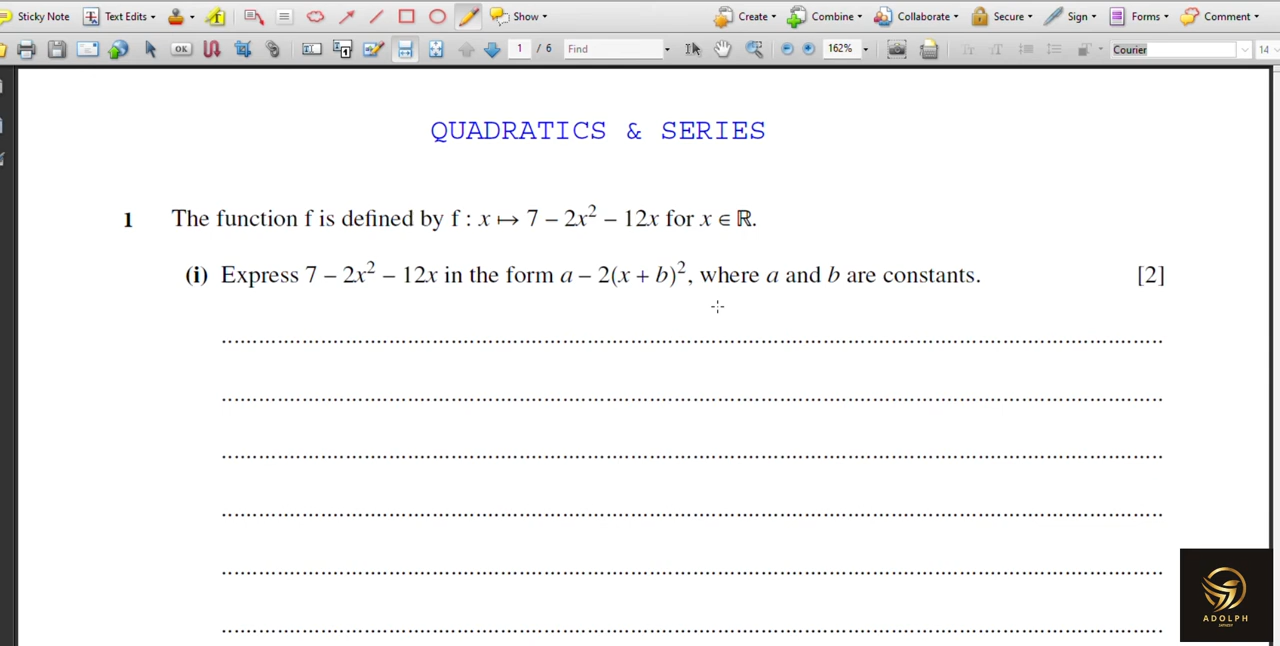 Sticky Note Text Edits Show Create Combine Collaborate Secure Sign Forms Comment
OK 1 / 6 Find 162% Tr T Courier 14
QUADRATICS & SERIES
1 The function f is defined by f : x ↦ 7 − 2x² − 12x for x ∈ ℝ.
(i) Express 7 − 2x² − 12x in the form a − 2(x + b)², where a and b are constants. [2]
ADOLPH